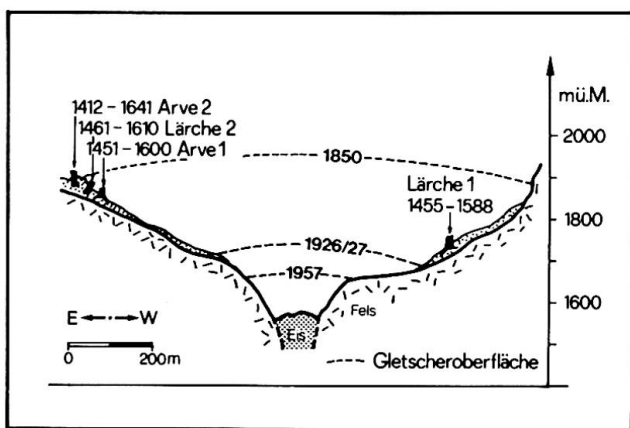 mü.M.
1412-1641 Arve 2
1461-1610 Lärche 2
1451-1600 Arve 1
2000
1850
Lärche 1
1455-1588
1800
1926/27
1957
1600
Fels
Eis
E W
0 200m
Gletscheroberfläche